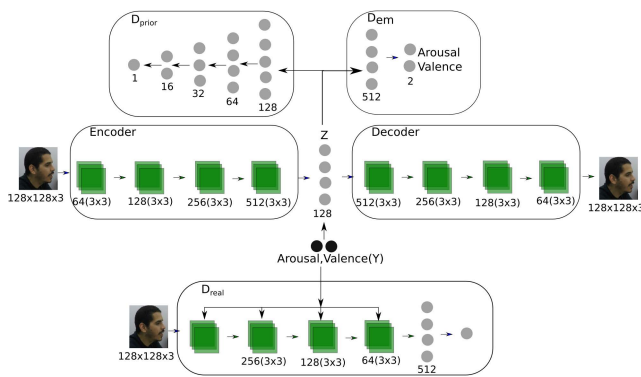 D_prior
1
16
32
64
128
D_em
Arousal
Valence
2
512
Encoder
Z
Decoder
128x128x3
64(3x3)
128(3x3)
256(3x3)
512(3x3)
128
512(3x3)
256(3x3)
128(3x3)
64(3x3)
128x128x3
Arousal,Valence(Y)
D_real
128x128x3
256(3x3)
128(3x3)
64(3x3)
512